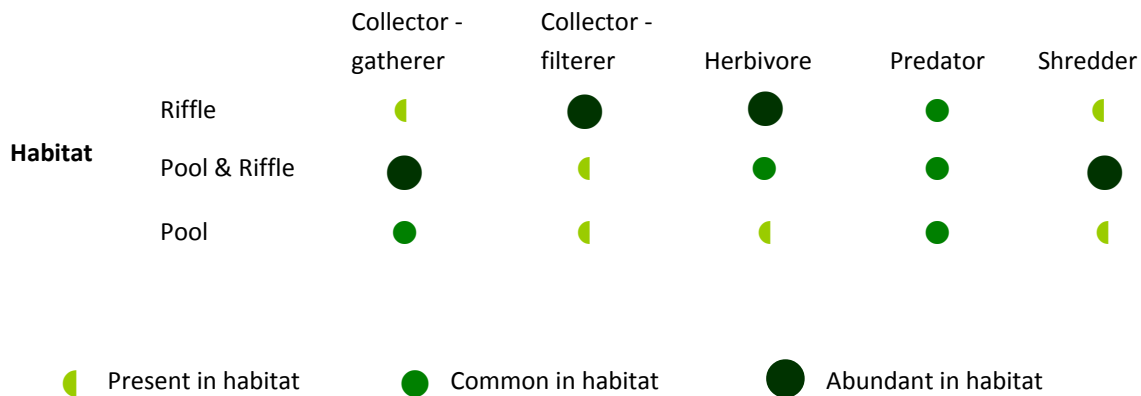 Collector -
gatherer
Collector -
filterer
Herbivore
Predator
Shredder
Habitat
Riffle
Pool & Riffle
Pool
Present in habitat
Common in habitat
Abundant in habitat